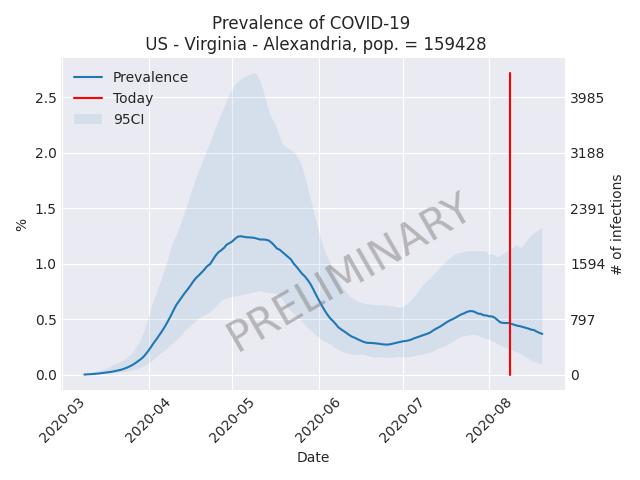 Prevalence of COVID-19
US - Virginia - Alexandria, pop. = 159428
Prevalence
Today
95CI
2.5
2.0
1.5
1.0
0.5
0.0
%
3985
3188
2391
1594
797
0
# of infections
PRELIMINARY
2020-03
2020-04
2020-05
2020-06
2020-07
2020-08
Date